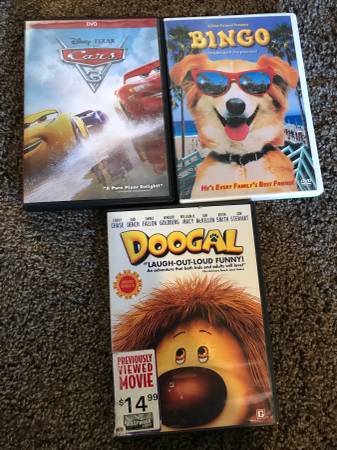 DVD
DISNEY · PIXAR
Cars
3
"A Pure Pixar Delight!"
BINGO
HE'S EVERY FAMILY'S BEST FRIEND!
CHEVY CHASE
JUDI DENCH
JIMMY FALLON
WHOOPI GOLDBERG
WILLIAM H. MACY
IAN McKELLEN
KEVIN SMITH
JON STEWART
DOOGAL
"LAUGH-OUT-LOUD FUNNY!
An adventure that both kids and adults will love!"
PREVIOUSLY
VIEWED
MOVIE
$14.99
G